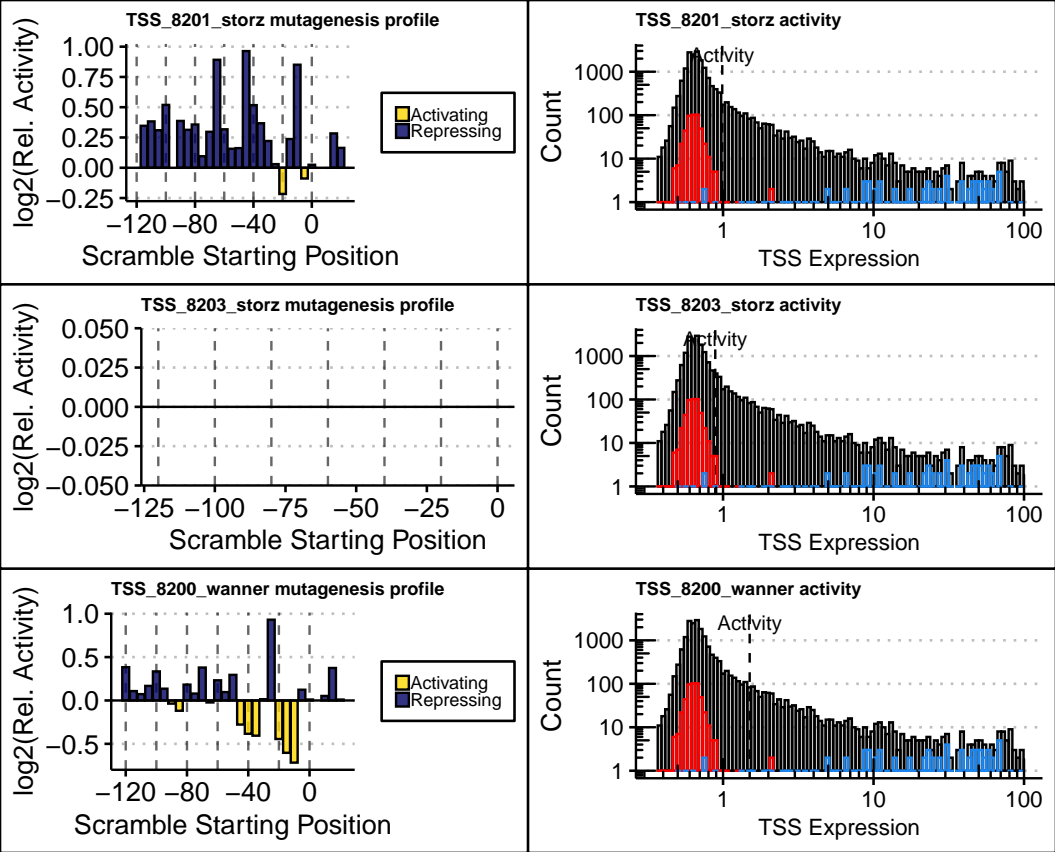 TSS_8201_storz mutagenesis profile
log2(Rel. Activity)
1.00
0.75
0.50
0.25
0.00
−0.25
−120 −80 −40 0
Scramble Starting Position
Activating
Repressing
TSS_8201_storz activity
Activity
Count
1000
100
10
1
1 10 100
TSS Expression
TSS_8203_storz mutagenesis profile
log2(Rel. Activity)
0.050
0.025
0.000
−0.025
−0.050
−125 −100 −75 −50 −25 0
Scramble Starting Position
TSS_8203_storz activity
Activity
Count
1000
100
10
1
1 10 100
TSS Expression
TSS_8200_wanner mutagenesis profile
log2(Rel. Activity)
1.0
0.5
0.0
−0.5
−120 −80 −40 0
Scramble Starting Position
Activating
Repressing
TSS_8200_wanner activity
Activity
Count
1000
100
10
1
1 10 100
TSS Expression